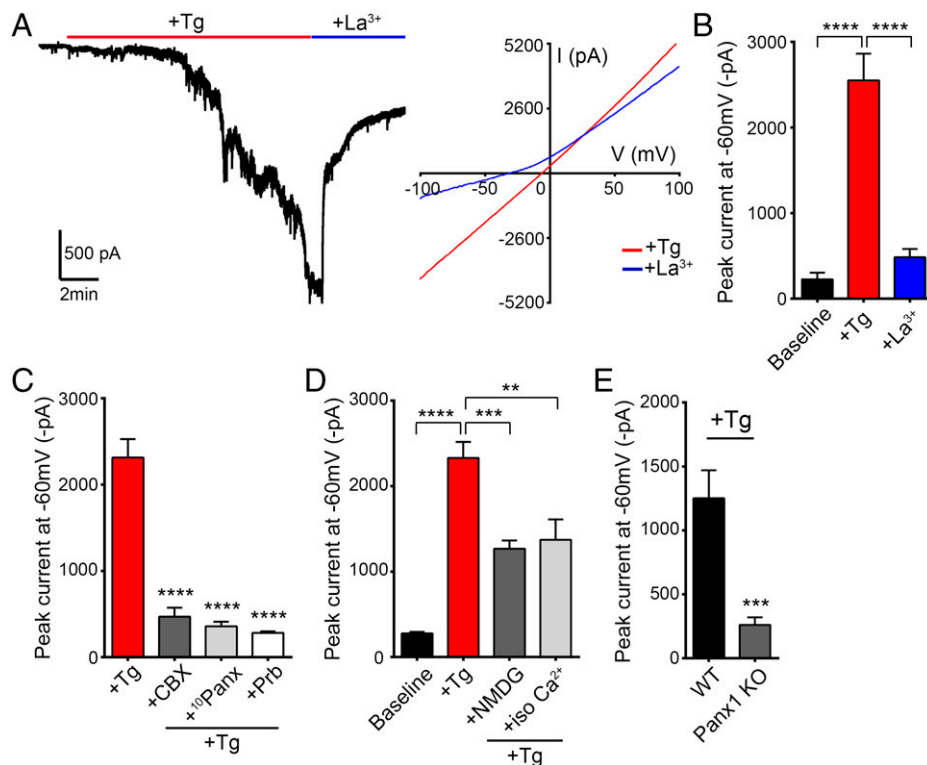 A
+Tg
+La³⁺
500 pA
2min
I (pA)
5200
2600
V (mV)
-100
-50
0
50
100
-2600
-5200
+Tg
+La³⁺
B
Peak current at -60mV (-pA)
3000
2000
1000
0
**** ****
Baseline
+Tg
+La³⁺
C
Peak current at -60mV (-pA)
3000
2000
1000
0
****
****
****
+Tg
+CBX
+¹⁰Panx
+Prb
+Tg
D
Peak current at -60mV (-pA)
3000
2000
1000
0
**
**** ***
Baseline
+Tg
+NMDG
+iso Ca²⁺
+Tg
E
Peak current at -60mV (-pA)
2000
1500
1000
500
0
+Tg
***
WT
Panx1 KO